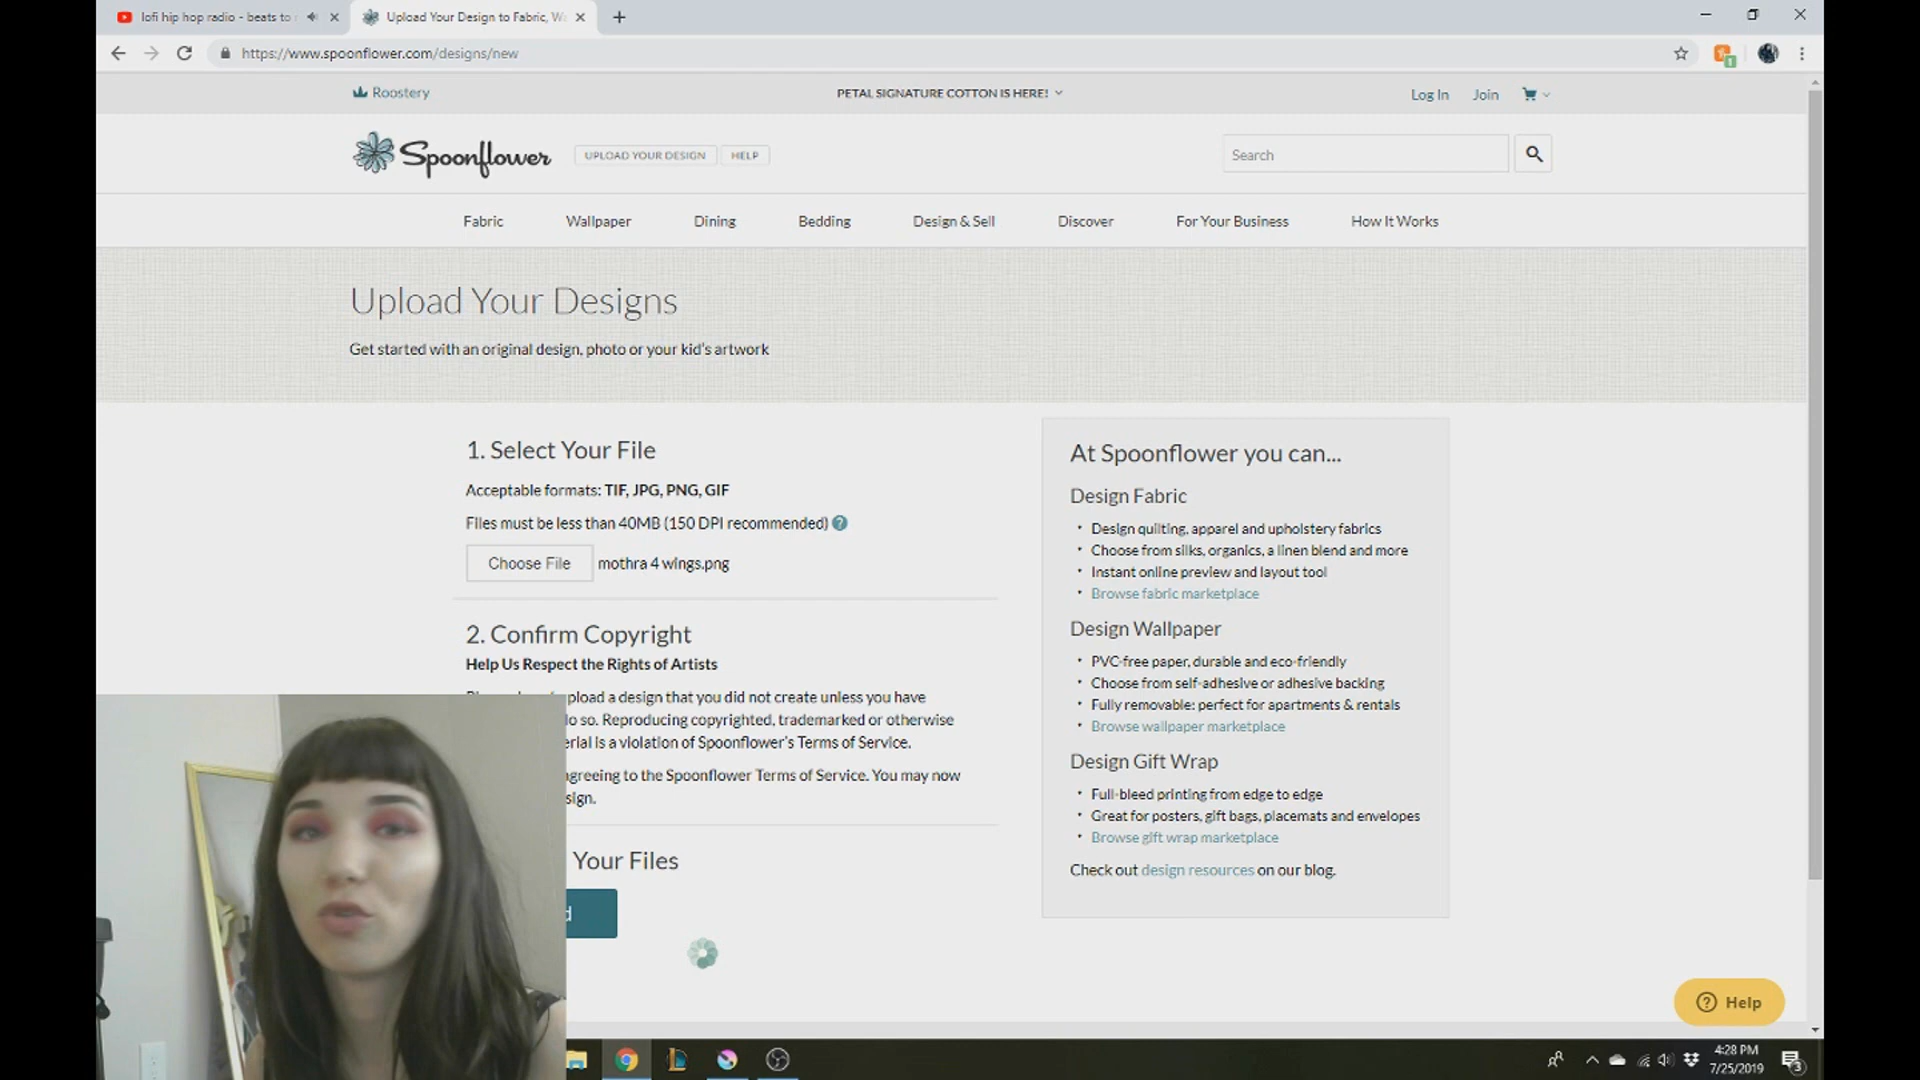 lofi hip hop radio - beats to
Upload Your Design to Fabric, Wa
https://www.spoonflower.com/designs/new
1
Roostery
PETAL SIGNATURE COTTON IS HERE!
Log In
Join
Spoonflower
UPLOAD YOUR DESIGN
HELP
Search
Fabric
Wallpaper
Dining
Bedding
Design & Sell
Discover
For Your Business
How It Works
Upload Your Designs
Get started with an original design, photo or your kid's artwork
1. Select Your File
Acceptable formats: TIF, JPG, PNG, GIF
Files must be less than 40MB (150 DPI recommended) ?
Choose File mothra 4 wings.png
2. Confirm Copyright
Help Us Respect the Rights of Artists
upload a design that you did not create unless you have
do so. Reproducing copyrighted, trademarked or otherwise
erial is a violation of Spoonflower's Terms of Service.
agreeing to the Spoonflower Terms of Service. You may now
sign.
Your Files
d
At Spoonflower you can...
Design Fabric
• Design quilting, apparel and upholstery fabrics
• Choose from silks, organics, a linen blend and more
• Instant online preview and layout tool
• Browse fabric marketplace
Design Wallpaper
• PVC-free paper, durable and eco-friendly
• Choose from self-adhesive or adhesive backing
• Fully removable: perfect for apartments & rentals
• Browse wallpaper marketplace
Design Gift Wrap
• Full-bleed printing from edge to edge
• Great for posters, gift bags, placemats and envelopes
• Browse gift wrap marketplace
Check out design resources on our blog.
? Help
4:28 PM
7/25/2019
3